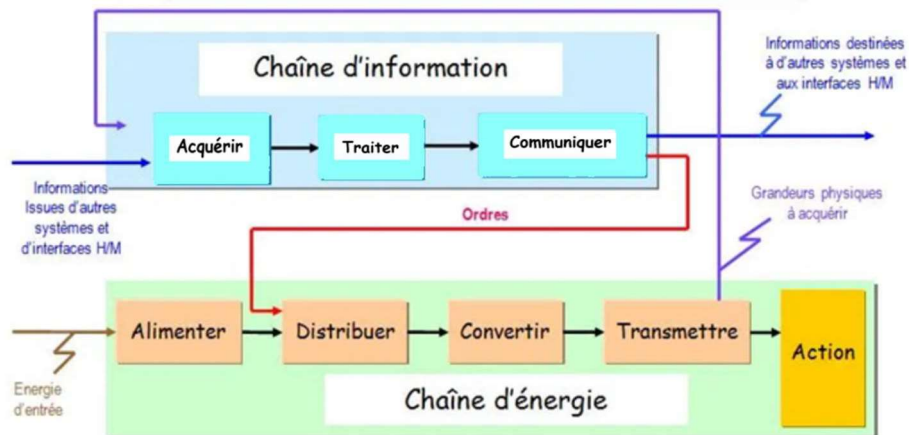 Chaîne d'information
Informations destinées
à d'autres systèmes et
aux interfaces H/M
Acquérir
Traiter
Communiquer
Informations
Issues d'autres
systèmes et
d'interfaces H/M
Ordres
Grandeurs physiques
à acquérir
Alimenter
Distribuer
Convertir
Transmettre
Action
Energie
d'entrée
Chaîne d'énergie